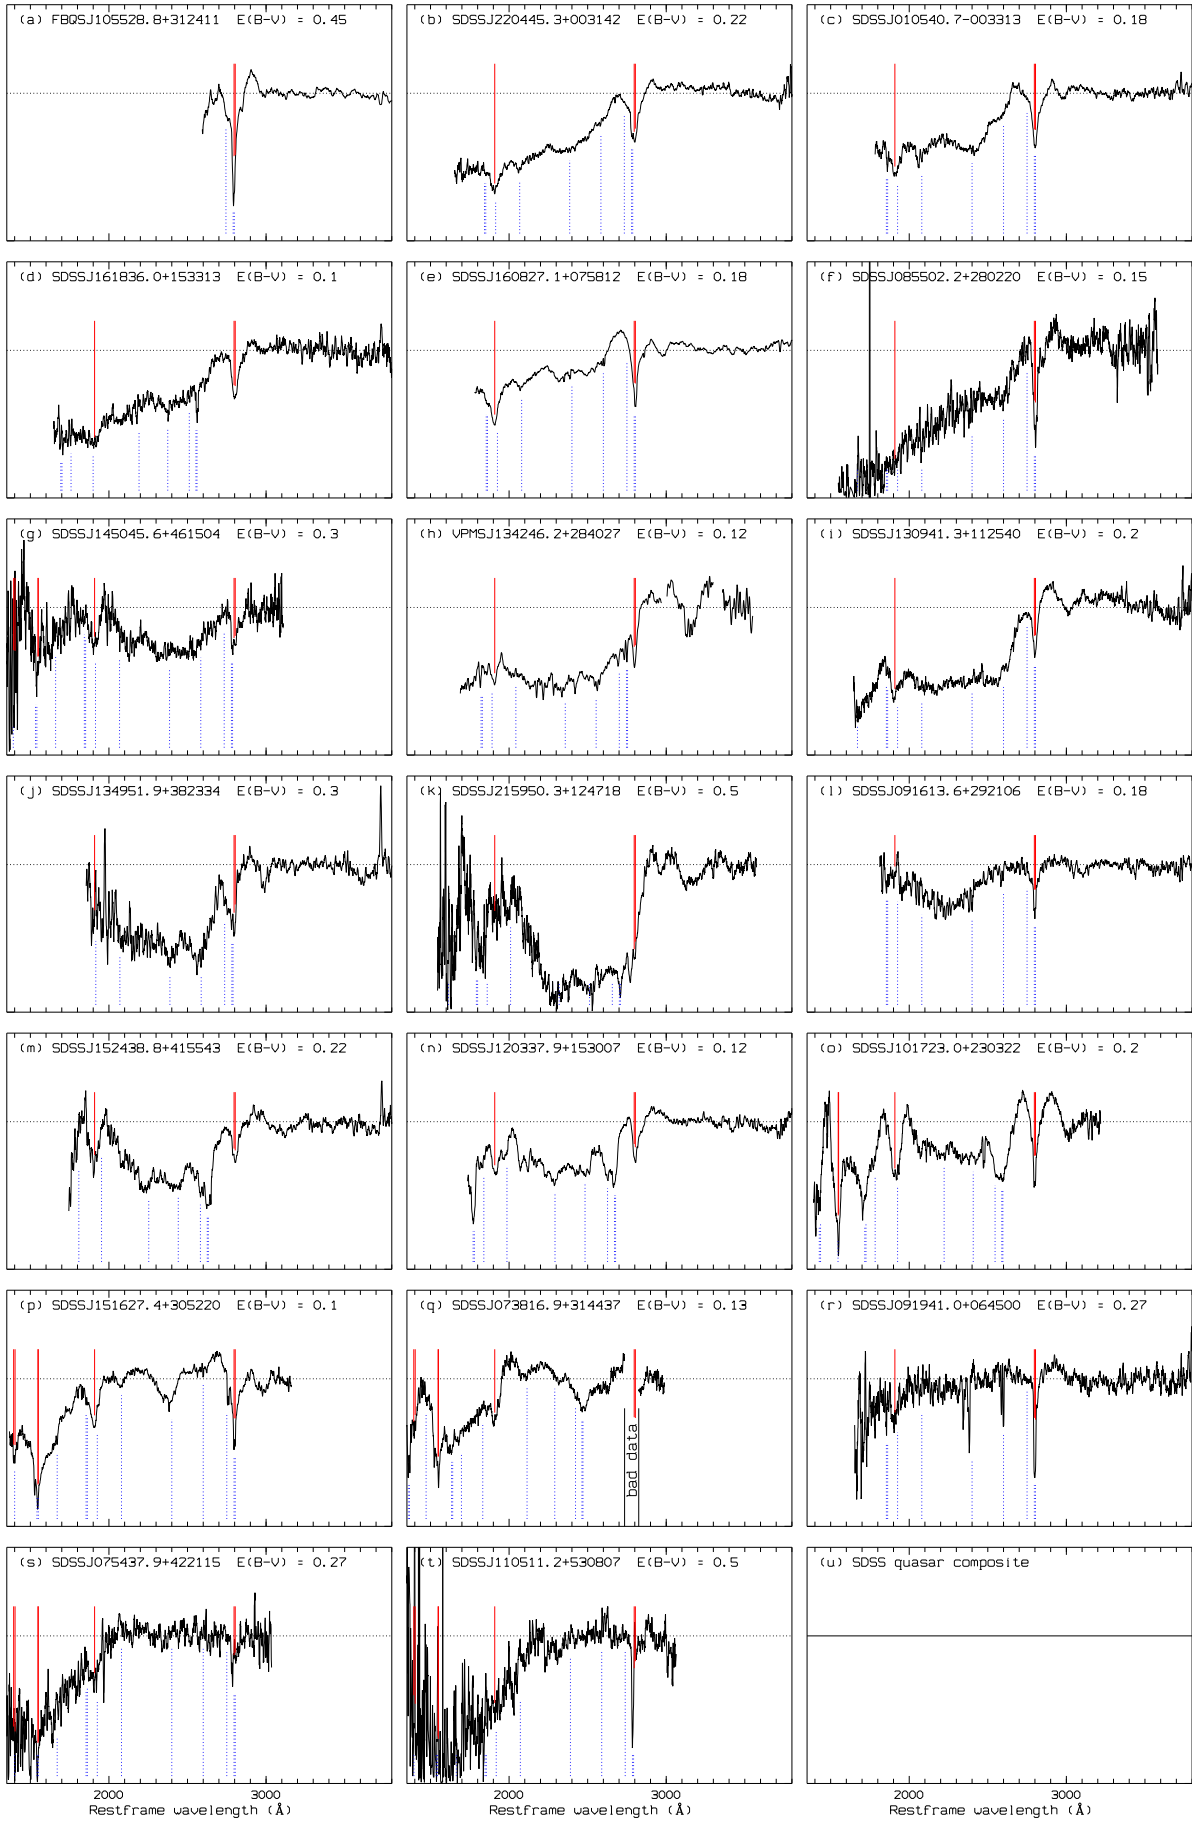 (a) FBQSJ105528.8+312411 E(B-V) = 0.45
(b) SDSSJ220445.3+003142 E(B-V) = 0.22
(c) SDSSJ010540.7-003313 E(B-V) = 0.18
(d) SDSSJ161836.0+153313 E(B-V) = 0.1
(e) SDSSJ160827.1+075812 E(B-V) = 0.18
(f) SDSSJ085502.2+280220 E(B-V) = 0.15
(g) SDSSJ145045.6+461504 E(B-V) = 0.3
(h) VPMSJ134246.2+284027 E(B-V) = 0.12
(i) SDSSJ130941.3+112540 E(B-V) = 0.2
(j) SDSSJ134951.9+382334 E(B-V) = 0.3
(k) SDSSJ215950.3+124718 E(B-V) = 0.5
(l) SDSSJ091613.6+292106 E(B-V) = 0.18
(m) SDSSJ152438.8+415543 E(B-V) = 0.22
(n) SDSSJ120337.9+153007 E(B-V) = 0.12
(o) SDSSJ101723.0+230322 E(B-V) = 0.2
(p) SDSSJ151627.4+305220 E(B-V) = 0.1
(q) SDSSJ073816.9+314437 E(B-V) = 0.13
bad data
(r) SDSSJ091941.0+064500 E(B-V) = 0.27
(s) SDSSJ075437.9+422115 E(B-V) = 0.27
(t) SDSSJ110511.2+530807 E(B-V) = 0.5
(u) SDSS quasar composite
2000 3000
Restframe wavelength (Å)
2000 3000
Restframe wavelength (Å)
2000 3000
Restframe wavelength (Å)